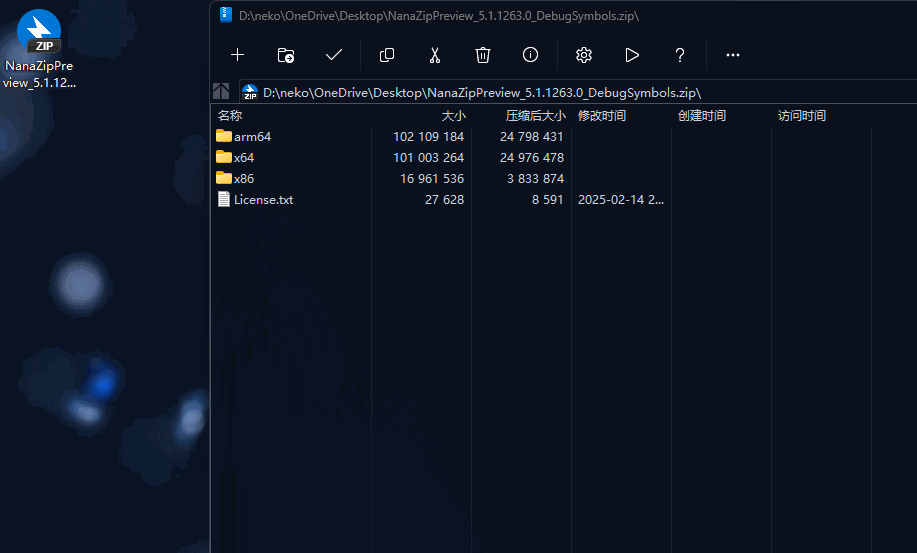 D:\neko\OneDrive\Desktop\NanaZipPreview_5.1.1263.0_DebugSymbols.zip\
ZIP
NanaZipPre
view_5.1.12...
D:\neko\OneDrive\Desktop\NanaZipPreview_5.1.1263.0_DebugSymbols.zip\
名称 大小 压缩后大小 修改时间 创建时间 访问时间
arm64 102 109 184 24 798 431
x64 101 003 264 24 976 478
x86 16 961 536 3 833 874
License.txt 27 628 8 591 2025-02-14 2...